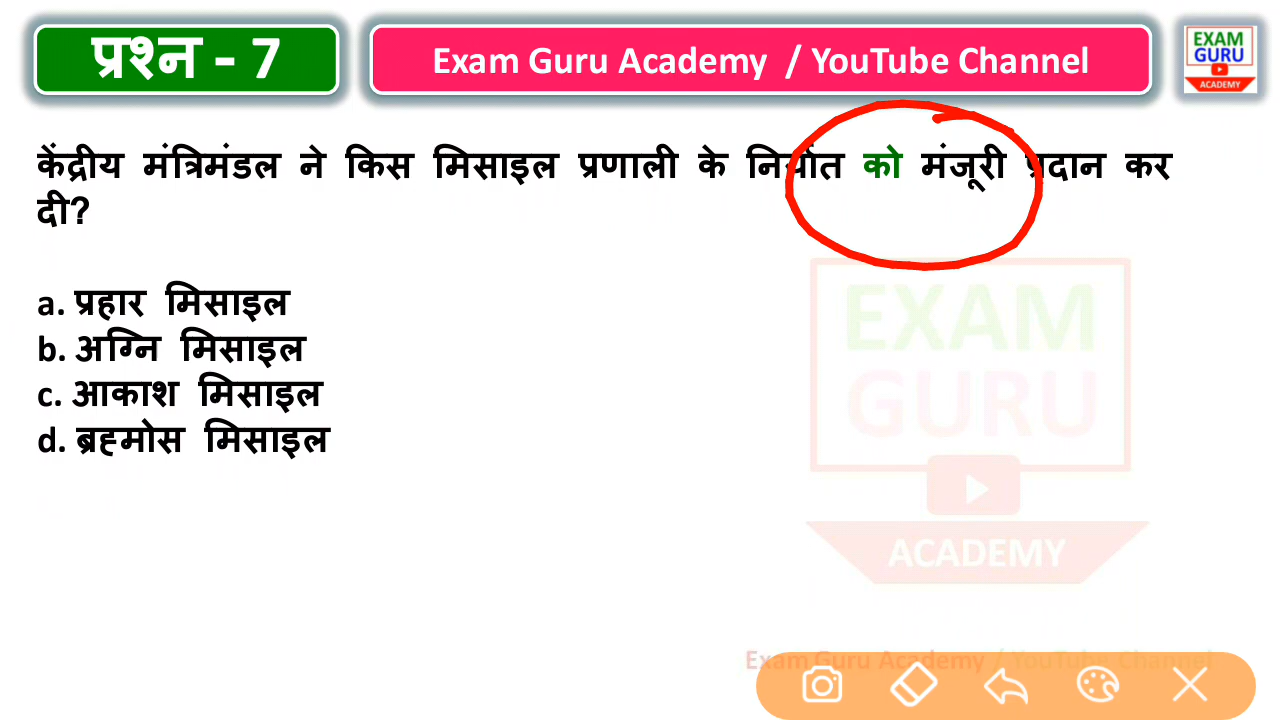 प्रश्न - 7
Exam Guru Academy / YouTube Channel
EXAM
GURU
ACADEMY
केंद्रीय मंत्रिमंडल ने किस मिसाइल प्रणाली के निर्यात को मंजूरी प्रदान कर
दी?
a. प्रहार मिसाइल
b. अग्नि मिसाइल
c. आकाश मिसाइल
d. ब्रह्मोस मिसाइल
EXAM
GURU
ACADEMY
Exam Guru Academy / YouTube Channel